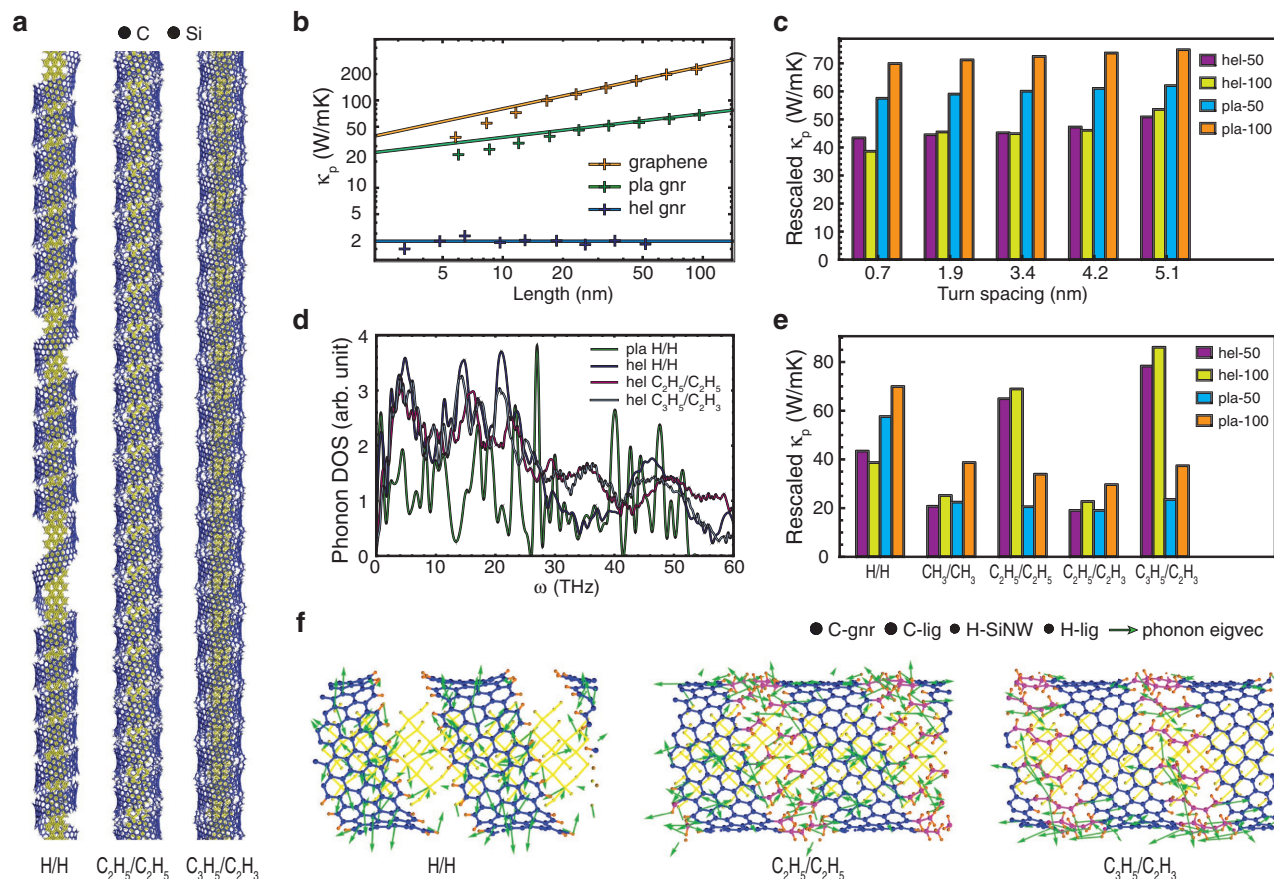 a
C Si
H/H C₂H₅/C₂H₅ C₃H₅/C₂H₃
b
κp (W/mK)
200
100
50
20
10
5
2
graphene
pla gnr
hel gnr
5 10 20 50 100
Length (nm)
c
Rescaled κp (W/mK)
70
60
50
40
30
20
10
0
hel-50
hel-100
pla-50
pla-100
0.7 1.9 3.4 4.2 5.1
Turn spacing (nm)
d
Phonon DOS (arb. unit)
4
3
2
1
0
pla H/H
hel H/H
hel C₂H₅/C₂H₅
hel C₃H₅/C₂H₃
0 10 20 30 40 50 60
ω (THz)
e
Rescaled κp (W/mK)
80
60
40
20
0
hel-50
hel-100
pla-50
pla-100
H/H CH₃/CH₃ C₂H₅/C₂H₅ C₂H₅/C₂H₃ C₃H₅/C₂H₃
f
C-gnr C-lig H-SiNW H-lig phonon eigvec
H/H C₂H₅/C₂H₅ C₃H₅/C₂H₃